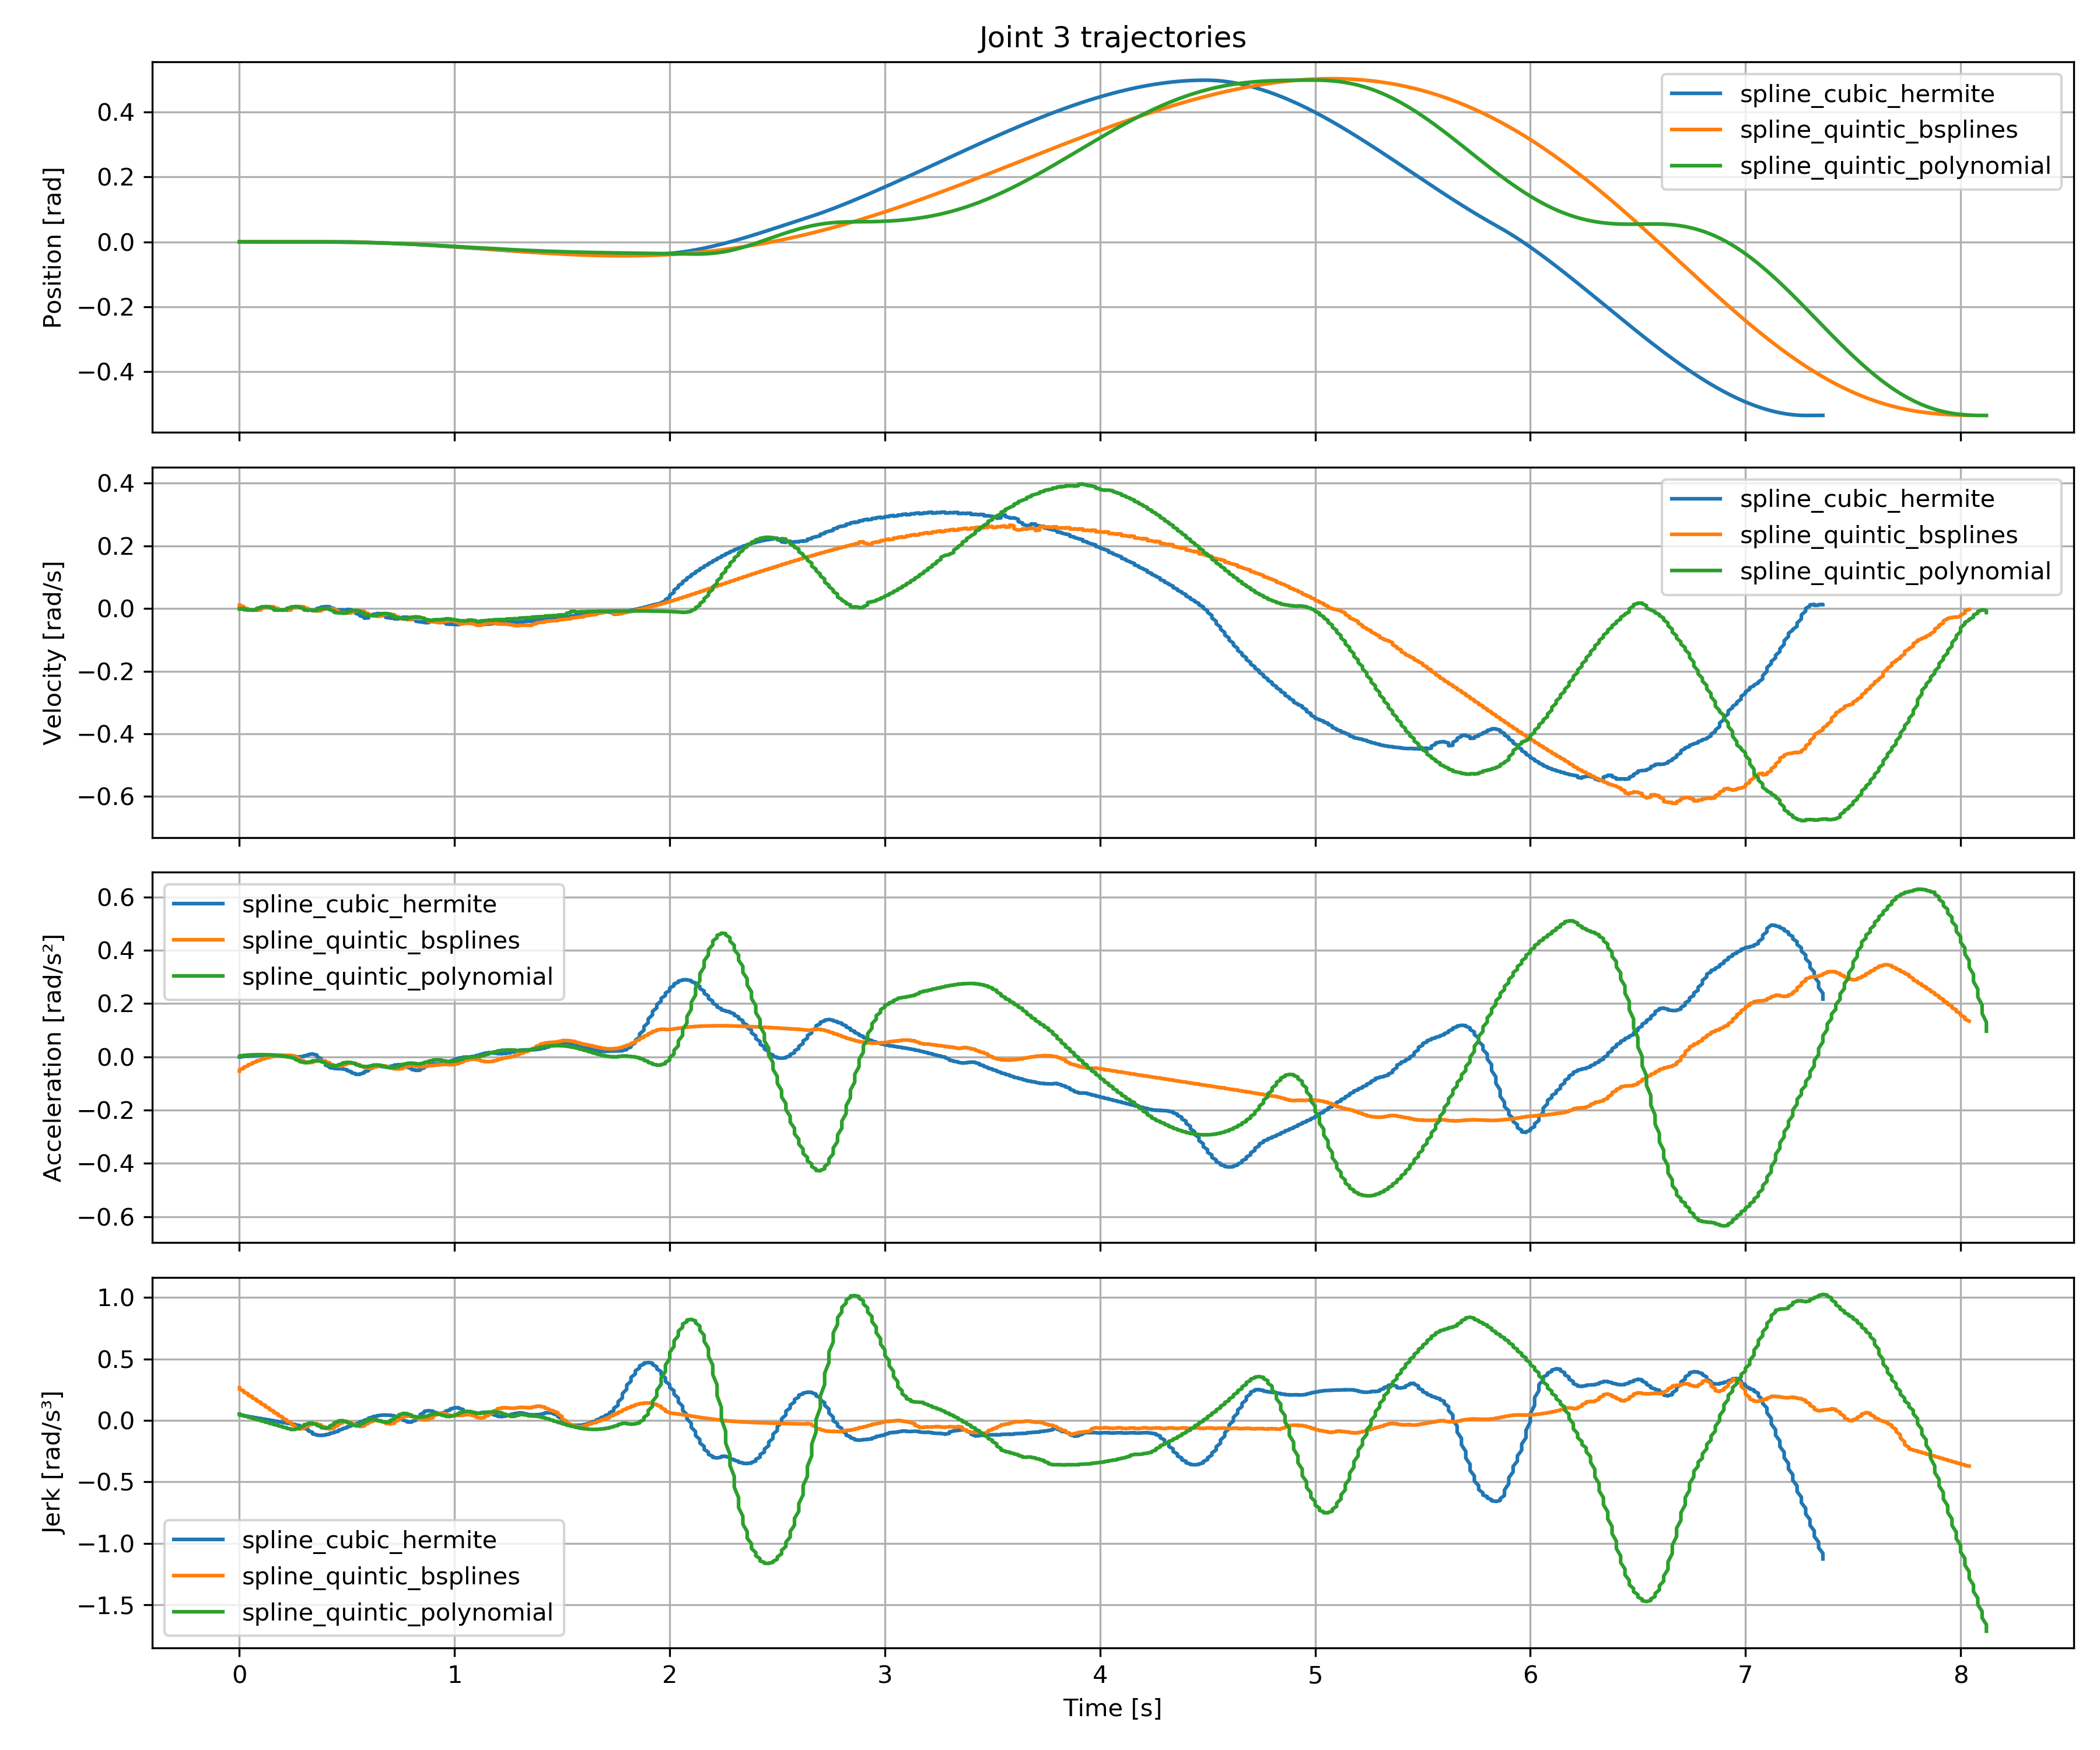 Joint 3 trajectories
Position [rad]
0.4
0.2
0.0
−0.2
−0.4
spline_cubic_hermite
spline_quintic_bsplines
spline_quintic_polynomial
Velocity [rad/s]
0.4
0.2
0.0
−0.2
−0.4
−0.6
spline_cubic_hermite
spline_quintic_bsplines
spline_quintic_polynomial
Acceleration [rad/s²]
0.6
0.4
0.2
0.0
−0.2
−0.4
−0.6
spline_cubic_hermite
spline_quintic_bsplines
spline_quintic_polynomial
Jerk [rad/s³]
1.0
0.5
0.0
−0.5
−1.0
−1.5
spline_cubic_hermite
spline_quintic_bsplines
spline_quintic_polynomial
0 1 2 3 4 5 6 7 8
Time [s]